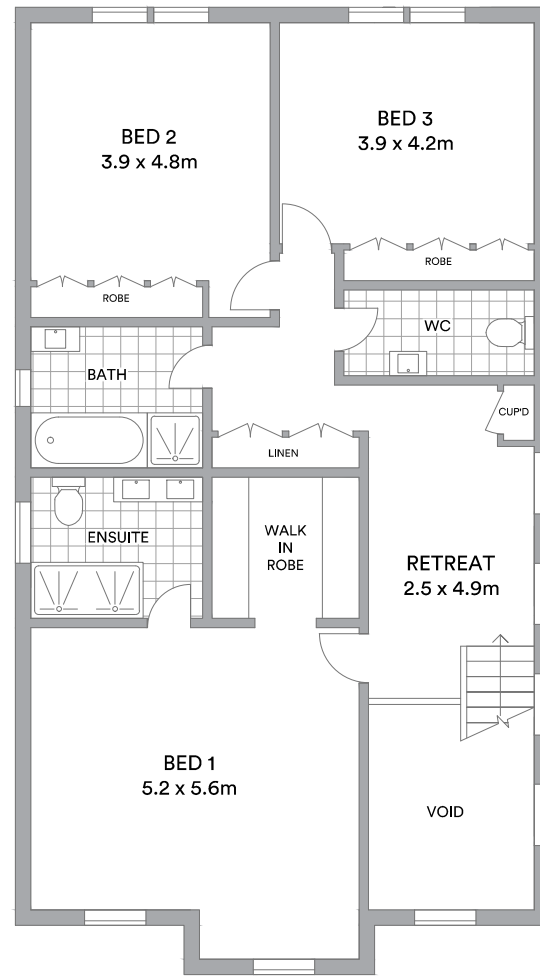 BED 2
3.9 x 4.8m
BED 3
3.9 x 4.2m
ROBE
ROBE
WC
BATH
CUP'D
LINEN
ENSUITE
WALK
IN
ROBE
RETREAT
2.5 x 4.9m
BED 1
5.2 x 5.6m
VOID